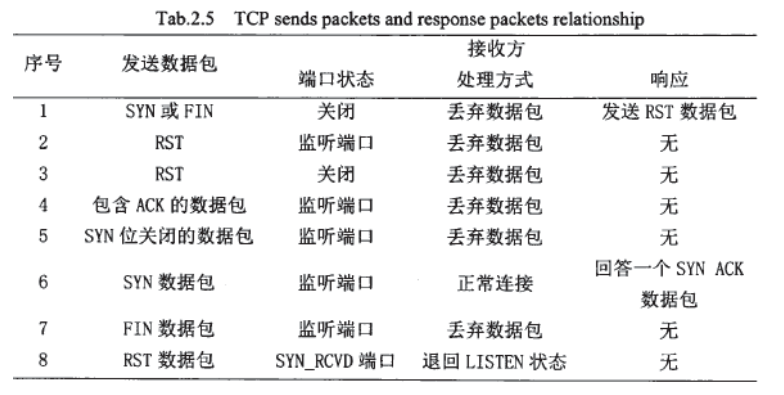 Tab.2.5 TCP sends packets and response packets relationship
序号 发送数据包 接收方
端口状态 处理方式 响应
1 SYN 或 FIN 关闭 丢弃数据包 发送 RST 数据包
2 RST 监听端口 丢弃数据包 无
3 RST 关闭 丢弃数据包 无
4 包含 ACK 的数据包 监听端口 丢弃数据包 无
5 SYN 位关闭的数据包 监听端口 丢弃数据包 无
6 SYN 数据包 监听端口 正常连接 回答一个 SYN ACK
数据包
7 FIN 数据包 监听端口 丢弃数据包 无
8 RST 数据包 SYN_RCVD 端口 退回 LISTEN 状态 无